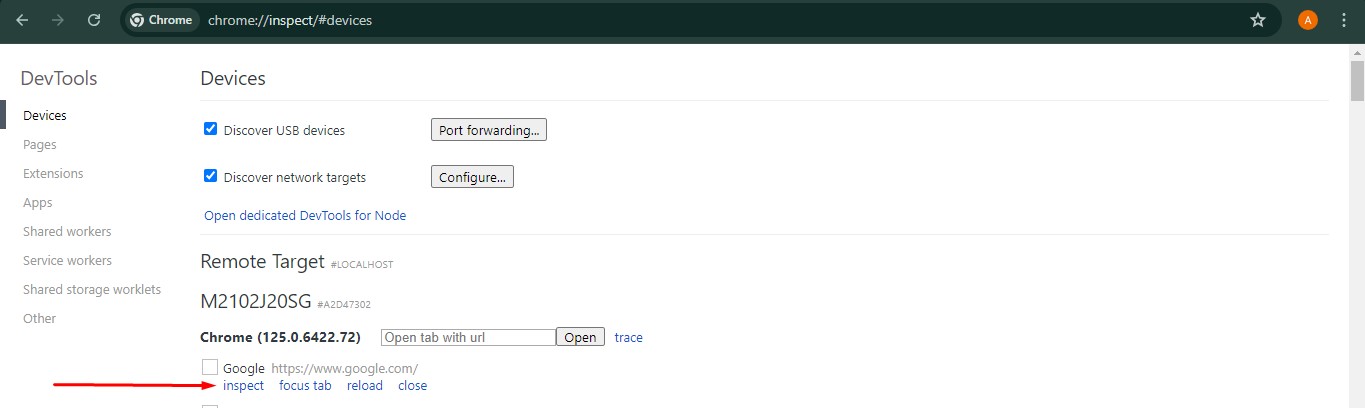 Chrome chrome://inspect/#devices A
DevTools
Devices
Pages
Extensions
Apps
Shared workers
Service workers
Shared storage worklets
Other
Devices
Discover USB devices Port forwarding...
Discover network targets Configure...
Open dedicated DevTools for Node
Remote Target #LOCALHOST
M2102J20SG #A2D47302
Chrome (125.0.6422.72) Open tab with url Open trace
Google https://www.google.com/
inspect focus tab reload close